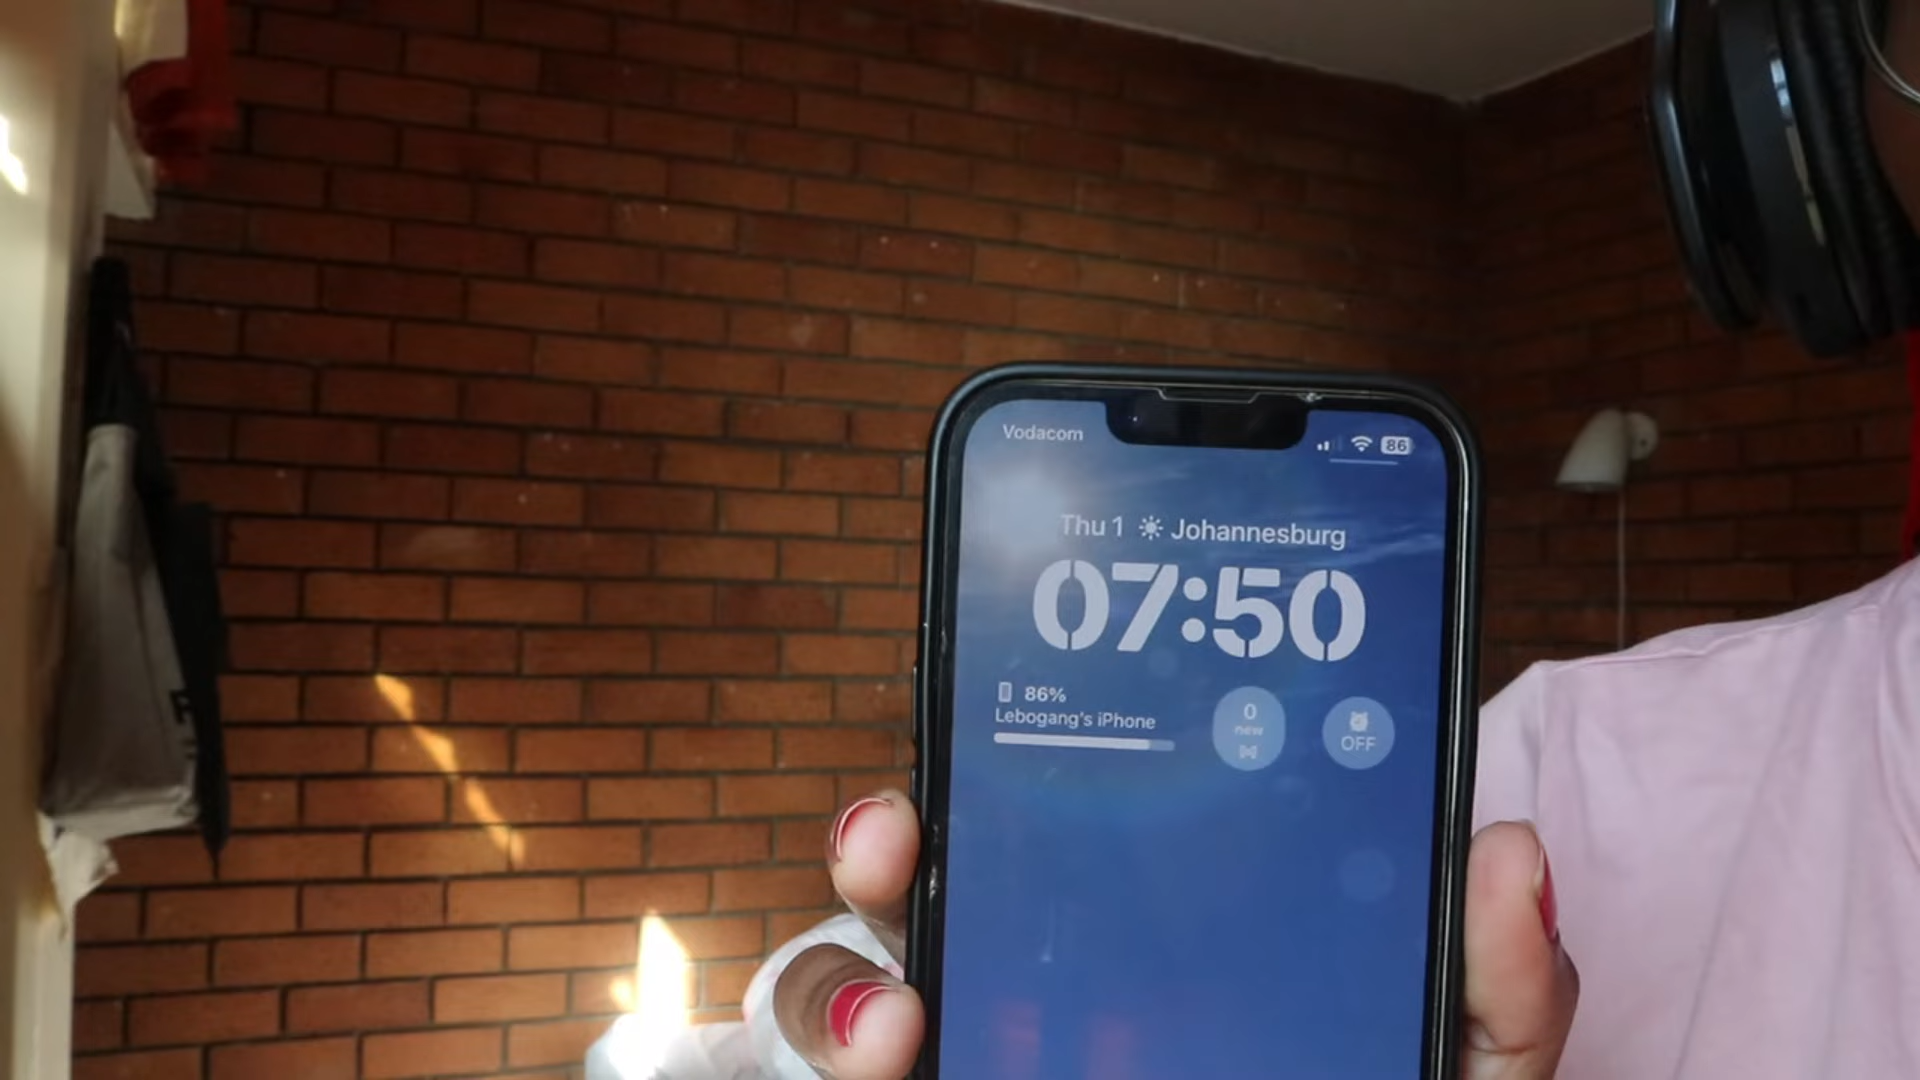 Vodacom
86
Thu 1 Johannesburg
07:50
86%
Lebogang's iPhone
0
new
OFF